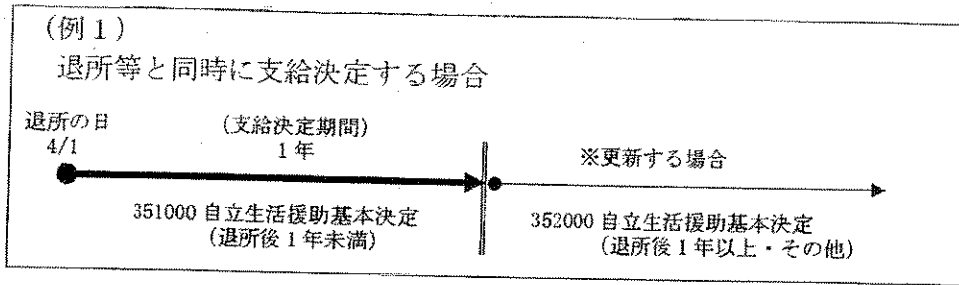 (例1)
退所等と同時に支給決定する場合
退所の日
4/1
(支給決定期間)
1年
※更新する場合
351000 自立生活援助基本決定
(退所後1年未満)
352000 自立生活援助基本決定
(退所後1年以上・その他)